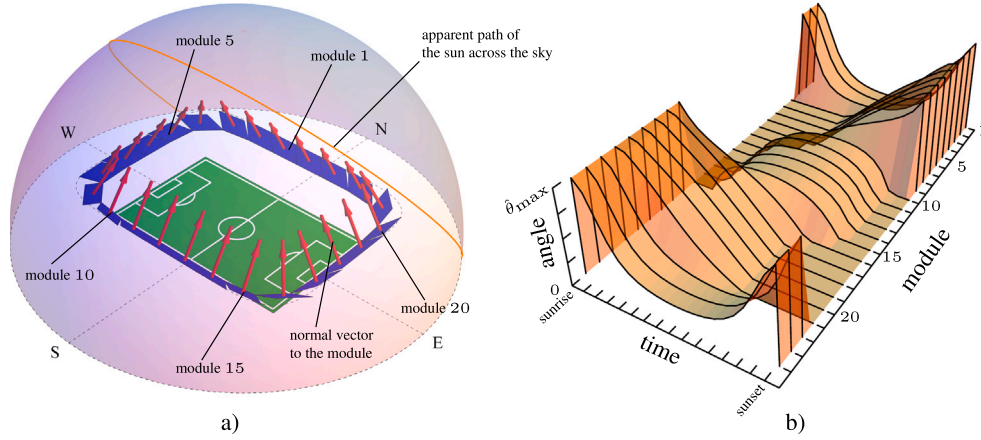 module 5
module 1
apparent path of
the sun across the sky
W
N
module 10
module 20
S
E
normal vector
to the module
module 15
a)
θ̂max
angle
0
sunrise
time
sunset
5
10
15
20
module
b)